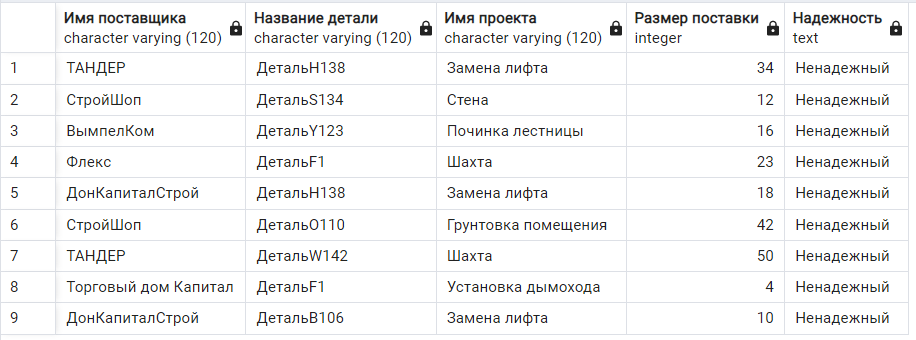 Имя поставщика Название детали Имя проекта Размер поставки Надежность
character varying (120) character varying (120) character varying (120) integer text
1 ТАНДЕР ДетальH138 Замена лифта 34 Ненадежный
2 СтройШоп ДетальS134 Стена 12 Ненадежный
3 ВымпелКом ДетальY123 Починка лестницы 16 Ненадежный
4 Флекс ДетальF1 Шахта 23 Ненадежный
5 ДонКапиталСтрой ДетальH138 Замена лифта 18 Ненадежный
6 СтройШоп ДетальO110 Грунтовка помещения 42 Ненадежный
7 ТАНДЕР ДетальW142 Шахта 50 Ненадежный
8 Торговый дом Капитал ДетальF1 Установка дымохода 4 Ненадежный
9 ДонКапиталСтрой ДетальB106 Замена лифта 10 Ненадежный